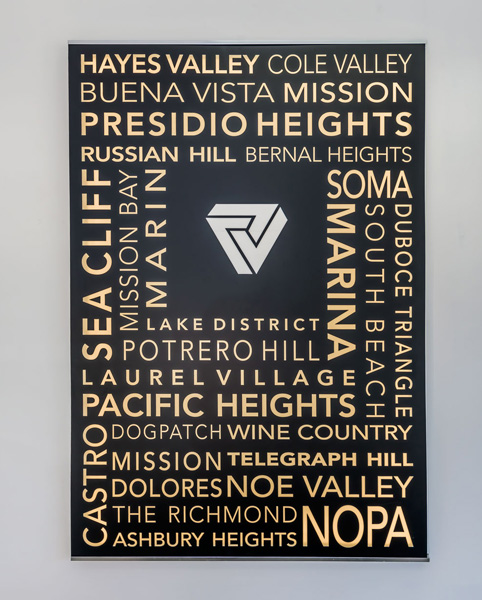 HAYES VALLEY COLE VALLEY
BUENA VISTA MISSION
PRESIDIO HEIGHTS
RUSSIAN HILL BERNAL HEIGHTS
SEA CLIFF
MISSION BAY
MARIN
SOMA
MARINA
SOUTH BEACH
DUBOCE TRIANGLE
LAKE DISTRICT
POTRERO HILL
LAUREL VILLAGE
PACIFIC HEIGHTS
CASTRO
DOGPATCH WINE COUNTRY
MISSION TELEGRAPH HILL
DOLORES NOE VALLEY
THE RICHMOND
NOPA
ASHBURY HEIGHTS